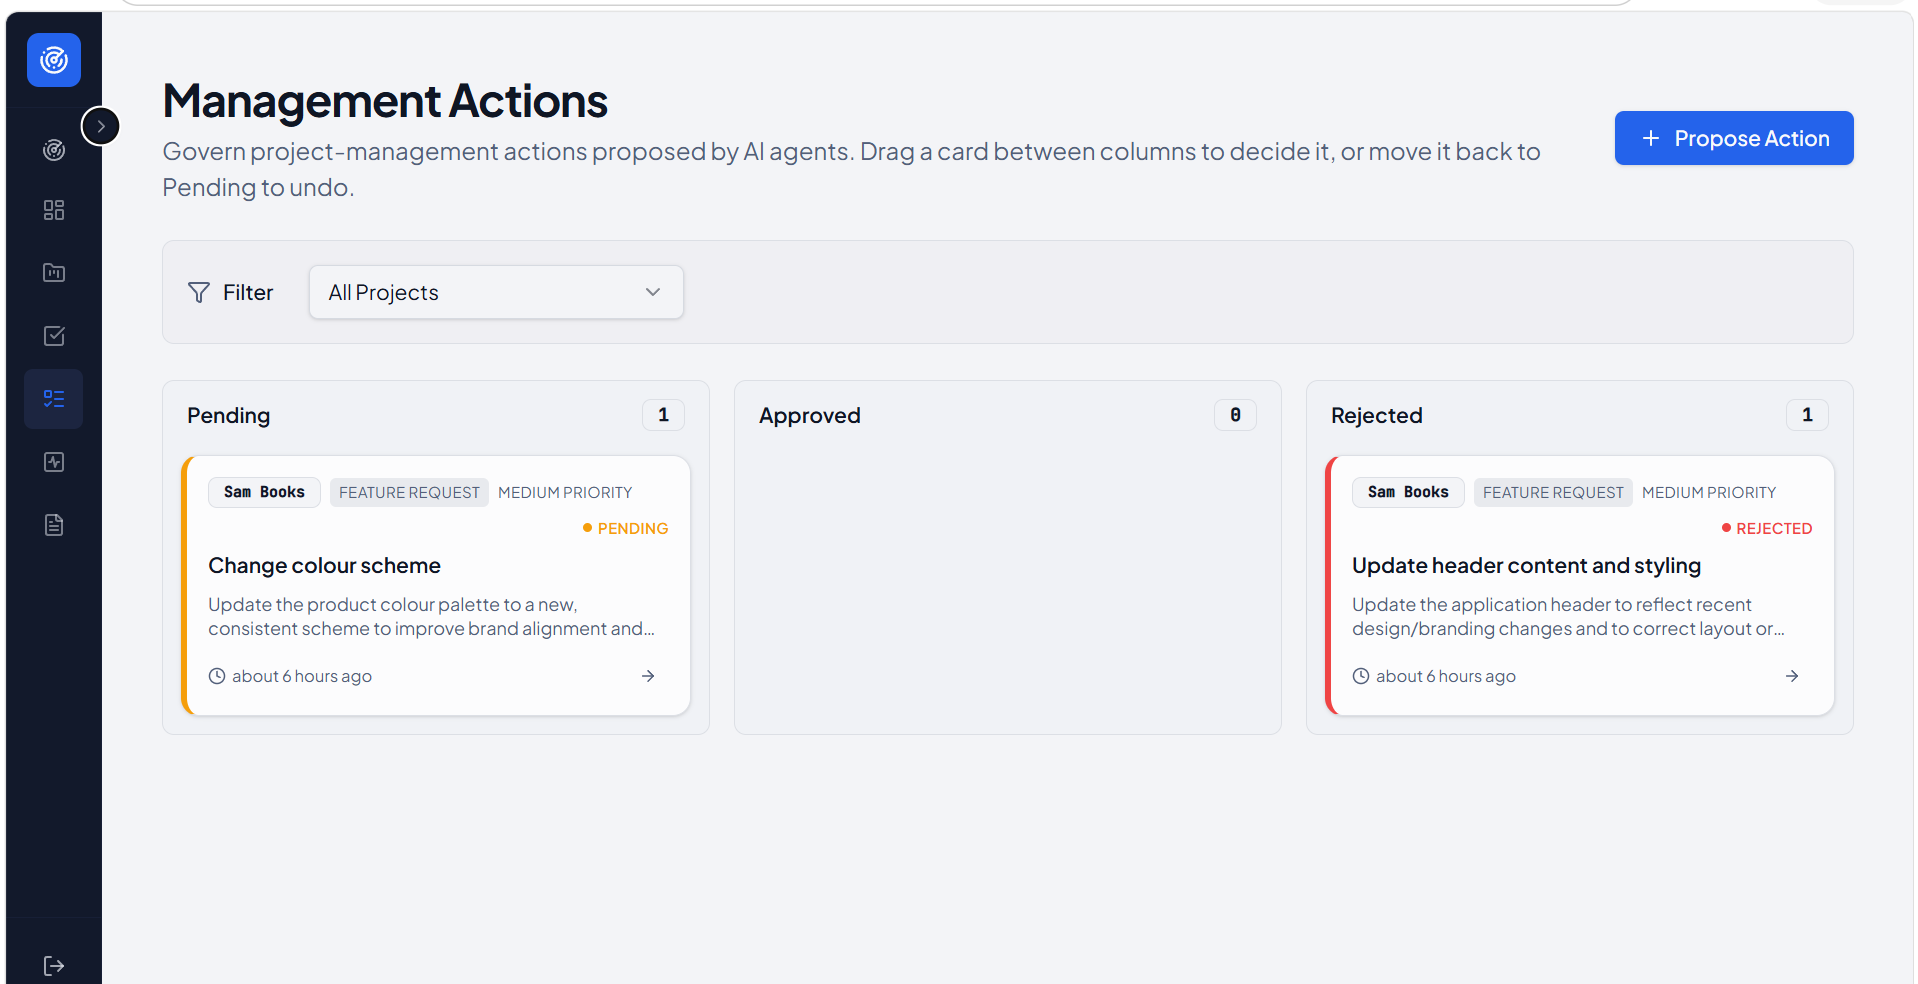 Management Actions
Govern project-management actions proposed by AI agents. Drag a card between columns to decide it, or move it back to
Pending to undo.
Propose Action
Filter
All Projects
Pending
1
Sam Books FEATURE REQUEST MEDIUM PRIORITY
PENDING
Change colour scheme
Update the product colour palette to a new,
consistent scheme to improve brand alignment and...
about 6 hours ago
Approved
0
Rejected
1
Sam Books FEATURE REQUEST MEDIUM PRIORITY
REJECTED
Update header content and styling
Update the application header to reflect recent
design/branding changes and to correct layout or...
about 6 hours ago